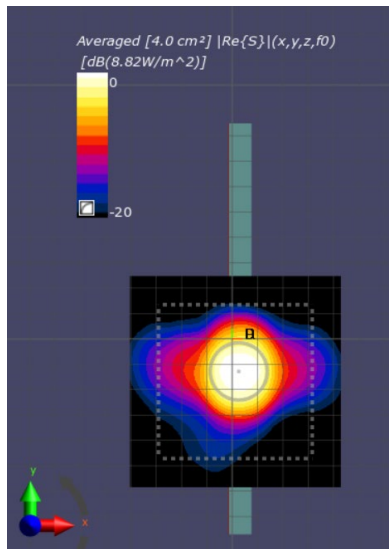 Averaged [4.0 cm²] |Re{S}|(x,y,z,f0)
[dB(8.82W/m^2)]
0
-20
y
x